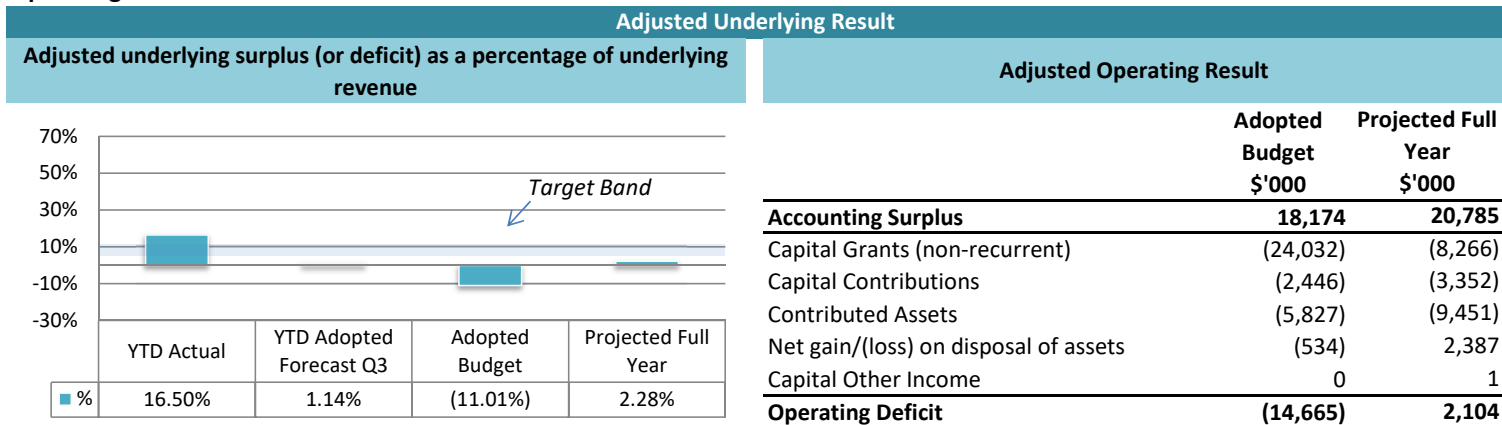 Adjusted Underlying Result
Adjusted underlying surplus (or deficit) as a percentage of underlying
revenue
70%
50%
30%
10%
-10%
-30%
Target Band
YTD Actual
YTD Adopted
Forecast Q3
Adopted
Budget
Projected Full
Year
% 16.50% 1.14% (11.01%) 2.28%
Adjusted Operating Result
Adopted Projected Full
Budget Year
$'000 $'000
Accounting Surplus 18,174 20,785
Capital Grants (non-recurrent) (24,032) (8,266)
Capital Contributions (2,446) (3,352)
Contributed Assets (5,827) (9,451)
Net gain/(loss) on disposal of assets (534) 2,387
Capital Other Income 0 1
Operating Deficit (14,665) 2,104